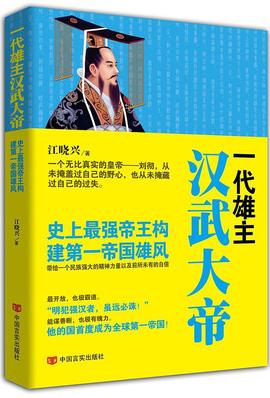 一代雄主汉武大帝
史上最强帝王构
建第一帝国雄风
江晓兴 著
中国言实出版社
江晓兴/著
一个无比真实的皇帝——刘彻，从
未掩盖过自己的野心，也从未掩藏
过自己的过失。
一代雄主
汉武大帝
史上最强帝王构
建第一帝国雄风
带给一个民族强大的精神力量以及前所未有的自信
最开放，也极霸道。
“明犯强汉者，虽远必诛！”
能谋善断，也极有魄力。
他的国首度成为全球第一帝国！
中国言实出版社